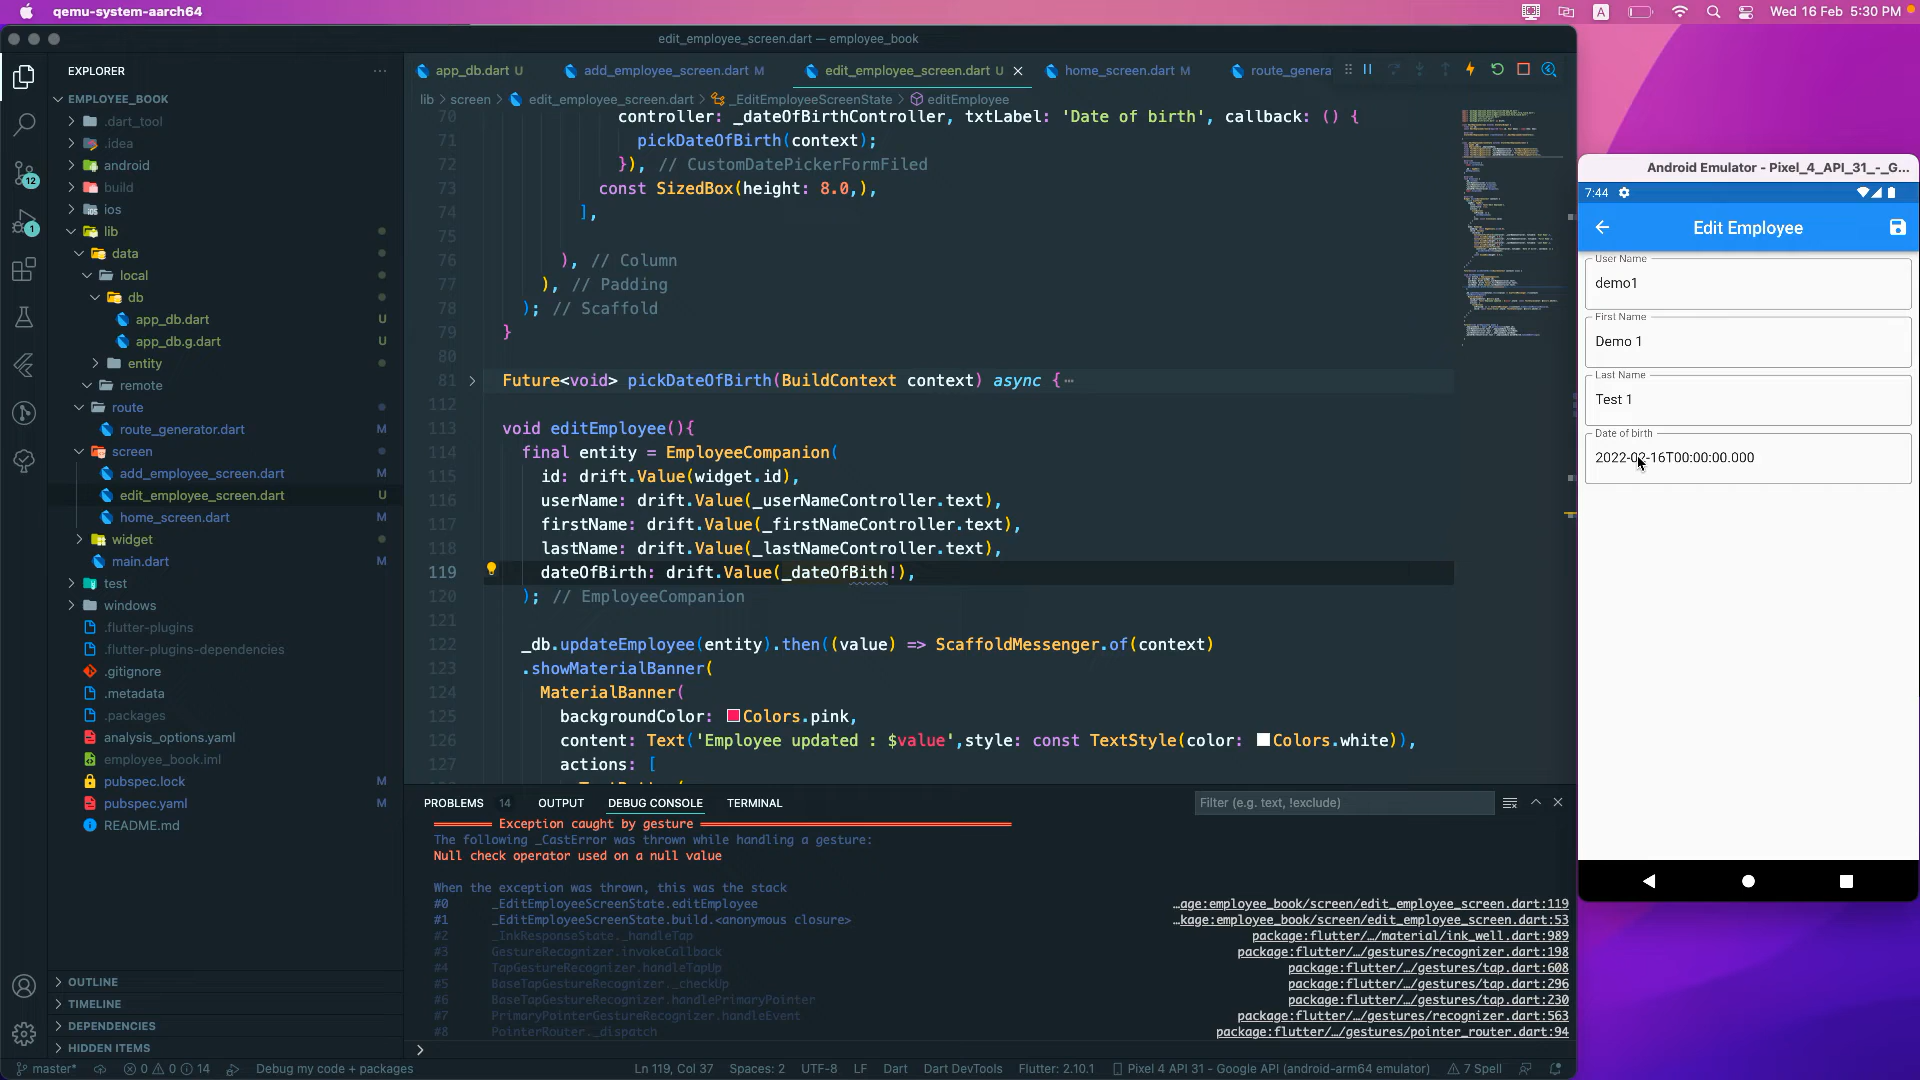 qemu-system-aarch64
A
Wed 16 Feb 5:30 PM
edit_employee_screen.dart — employee_book
EXPLORER
app_db.dart U
add_employee_screen.dart M
edit_employee_screen.dart U
home_screen.dart M
route_genera
EMPLOYEE_BOOK
lib > screen > edit_employee_screen.dart > _EditEmployeeScreenState > editEmployee
.dart_tool
.idea
android
build
ios
lib
data
local
db
app_db.dart U
app_db.g.dart U
entity
remote
route
route_generator.dart M
screen
add_employee_screen.dart M
edit_employee_screen.dart U
home_screen.dart M
widget
main.dart M
test
windows
.flutter-plugins
.flutter-plugins-dependencies
.gitignore
.metadata
.packages
analysis_options.yaml
employee_book.iml
pubspec.lock M
pubspec.yaml M
README.md
OUTLINE
TIMELINE
DEPENDENCIES
HIDDEN ITEMS
12
1
70 controller: _dateOfBirthController, txtLabel: 'Date of birth', callback: () {
71 pickDateOfBirth(context);
72 }), // CustomDatePickerFormFiled
73 const SizedBox(height: 8.0,),
74 ],
75
76 ), // Column
77 ), // Padding
78 ); // Scaffold
79 }
80
81 Future<void> pickDateOfBirth(BuildContext context) async {⋯
112
113 void editEmployee(){
114 final entity = EmployeeCompanion(
115 id: drift.Value(widget.id),
116 userName: drift.Value(_userNameController.text),
117 firstName: drift.Value(_firstNameController.text),
118 lastName: drift.Value(_lastNameController.text),
119 dateOfBirth: drift.Value(_dateOfBith!),
120 ); // EmployeeCompanion
121
122 _db.updateEmployee(entity).then((value) => ScaffoldMessenger.of(context)
123 .showMaterialBanner(
124 MaterialBanner(
125 backgroundColor: Colors.pink,
126 content: Text('Employee updated : $value',style: const TextStyle(color: Colors.white)),
127 actions: [
PROBLEMS 14 OUTPUT DEBUG CONSOLE TERMINAL
Filter (e.g. text, !exclude)
Exception caught by gesture
The following _CastError was thrown while handling a gesture:
Null check operator used on a null value
When the exception was thrown, this was the stack
#0 _EditEmployeeScreenState.editEmployee …age:employee_book/screen/edit_employee_screen.dart:119
#1 _EditEmployeeScreenState.build.<anonymous closure> …kage:employee_book/screen/edit_employee_screen.dart:53
#2 _InkResponseState._handleTap package:flutter/…/material/ink_well.dart:989
#3 GestureRecognizer.invokeCallback package:flutter/…/gestures/recognizer.dart:198
#4 TapGestureRecognizer.handleTapUp package:flutter/…/gestures/tap.dart:608
#5 BaseTapGestureRecognizer._checkUp package:flutter/…/gestures/tap.dart:296
#6 BaseTapGestureRecognizer.handlePrimaryPointer package:flutter/…/gestures/tap.dart:230
#7 PrimaryPointerGestureRecognizer.handleEvent package:flutter/…/gestures/recognizer.dart:563
#8 PointerRouter._dispatch package:flutter/…/gestures/pointer_router.dart:94
master* 0 0 14 Debug my code + packages
Ln 119, Col 37 Spaces: 2 UTF-8 LF Dart Dart DevTools Flutter: 2.10.1 Pixel 4 API 31 - Google API (android-arm64 emulator) 7 Spell
Android Emulator - Pixel_4_API_31_-_G...
7:44
Edit Employee
User Name
demo1
First Name
Demo 1
Last Name
Test 1
Date of birth
2022-02-16T00:00:00.000